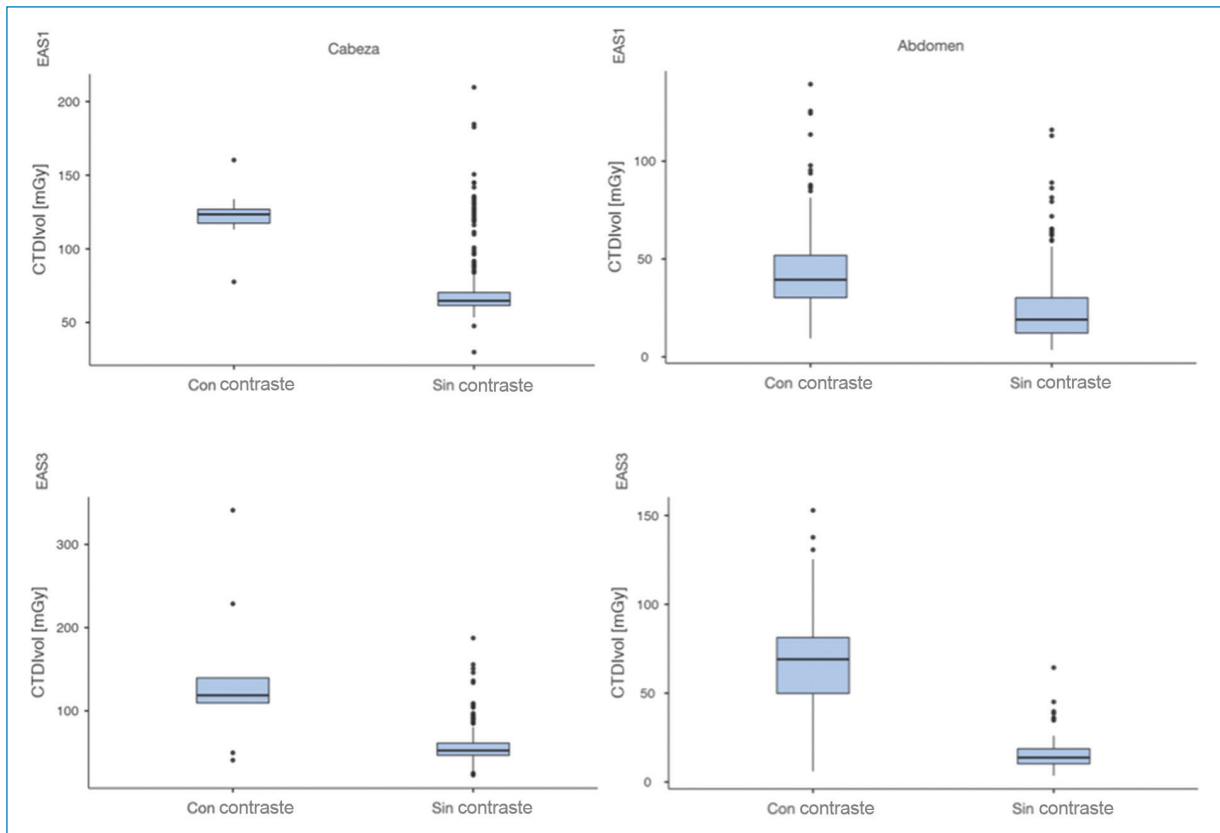 EAS1
Cabeza
CTDIvol [mGy]
200
150
100
50
Con contraste
Sin contraste
EAS1
Abdomen
CTDIvol [mGy]
100
50
0
Con contraste
Sin contraste
EAS3
CTDIvol [mGy]
300
200
100
Con contraste
Sin contraste
EAS3
CTDIvol [mGy]
150
100
50
0
Con contraste
Sin contraste